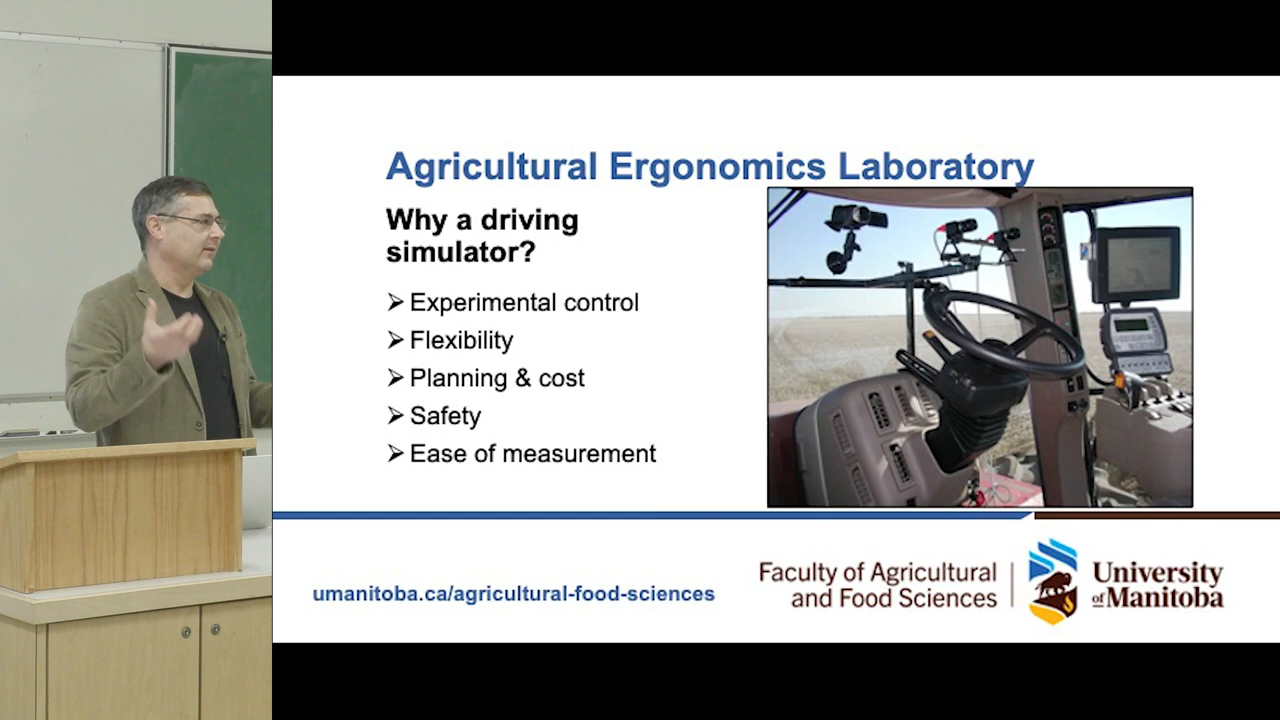 Agricultural Ergonomics Laboratory
Why a driving
simulator?
➢ Experimental control
➢ Flexibility
➢ Planning & cost
➢ Safety
➢ Ease of measurement
umanitoba.ca/agricultural-food-sciences
Faculty of Agricultural
and Food Sciences
University
of Manitoba